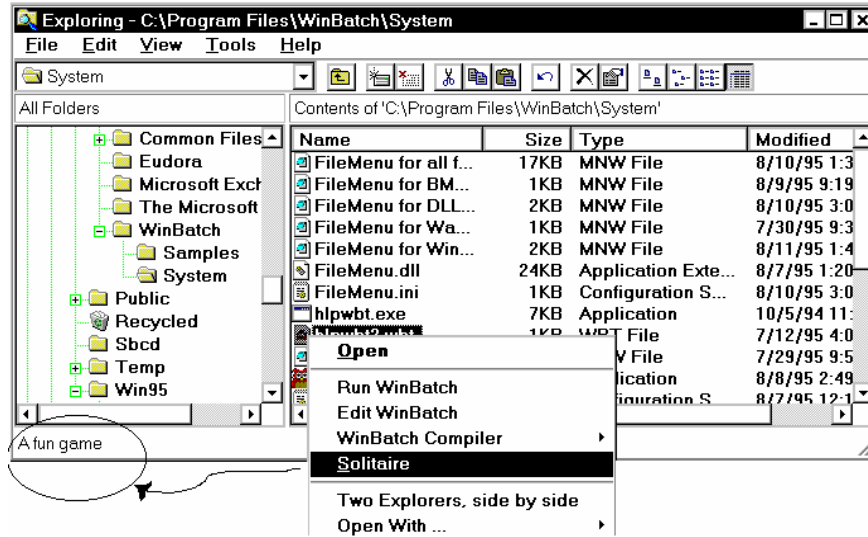 Exploring - C:\Program Files\WinBatch\System
File Edit View Tools Help
System
All Folders
Contents of 'C:\Program Files\WinBatch\System'
Common Files
Eudora
Microsoft Exch
The Microsoft
WinBatch
Samples
System
Public
Recycled
Sbcd
Temp
Win95
Name Size Type Modified
FileMenu for all f... 17KB MNW File 8/10/95 1:3
FileMenu for BM... 1KB MNW File 8/9/95 9:19
FileMenu for DLL... 2KB MNW File 8/10/95 3:0
FileMenu for Wa... 1KB MNW File 7/30/95 9:3
FileMenu for Win... 2KB MNW File 8/11/95 1:4
FileMenu.dll 24KB Application Exte... 8/7/95 1:20
FileMenu.ini 1KB Configuration S... 8/10/95 3:0
hlpwbt.exe 7KB Application 10/5/94 11:
1KB WBT File 7/12/95 4:0
V File 7/29/95 9:5
lication 8/8/95 2:49
figuration S 8/7/95 12:1
Open
Run WinBatch
Edit WinBatch
WinBatch Compiler
Solitaire
Two Explorers, side by side
Open With ...
A fun game